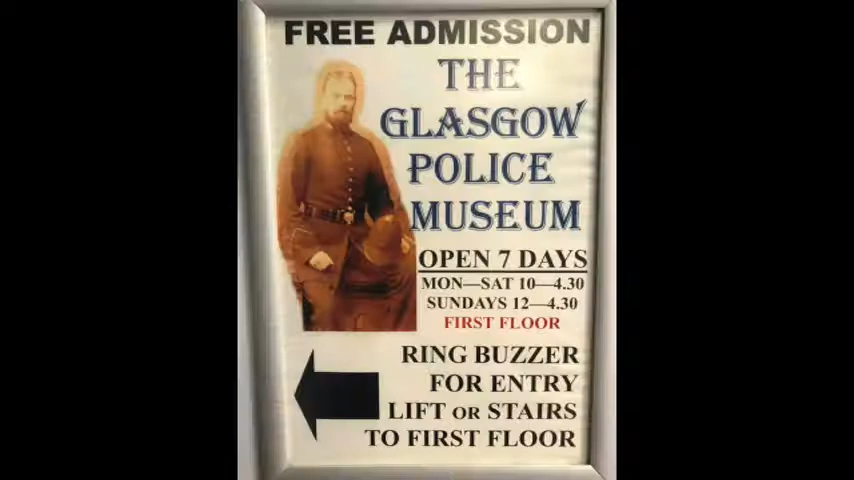 FREE ADMISSION
THE
GLASGOW
POLICE
MUSEUM
OPEN 7 DAYS
MON—SAT 10—4.30
SUNDAYS 12—4.30
FIRST FLOOR
RING BUZZER
FOR ENTRY
LIFT OR STAIRS
TO FIRST FLOOR